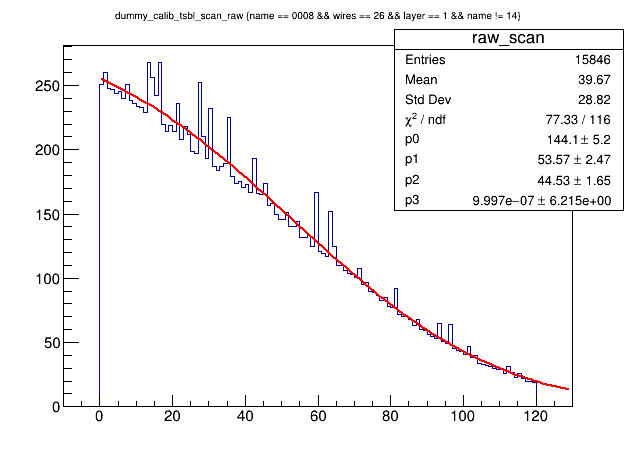 dummy_calib_tsbl_scan_raw {name == 0008 && wires == 26 && layer == 1 && name != 14}
raw_scan
Entries 15846
Mean 39.67
Std Dev 28.82
χ² / ndf 77.33 / 116
p0 144.1 ± 5.2
p1 53.57 ± 2.47
p2 44.53 ± 1.65
p3 9.997e−07 ± 6.215e+00
250
200
150
100
50
0
0 20 40 60 80 100 120